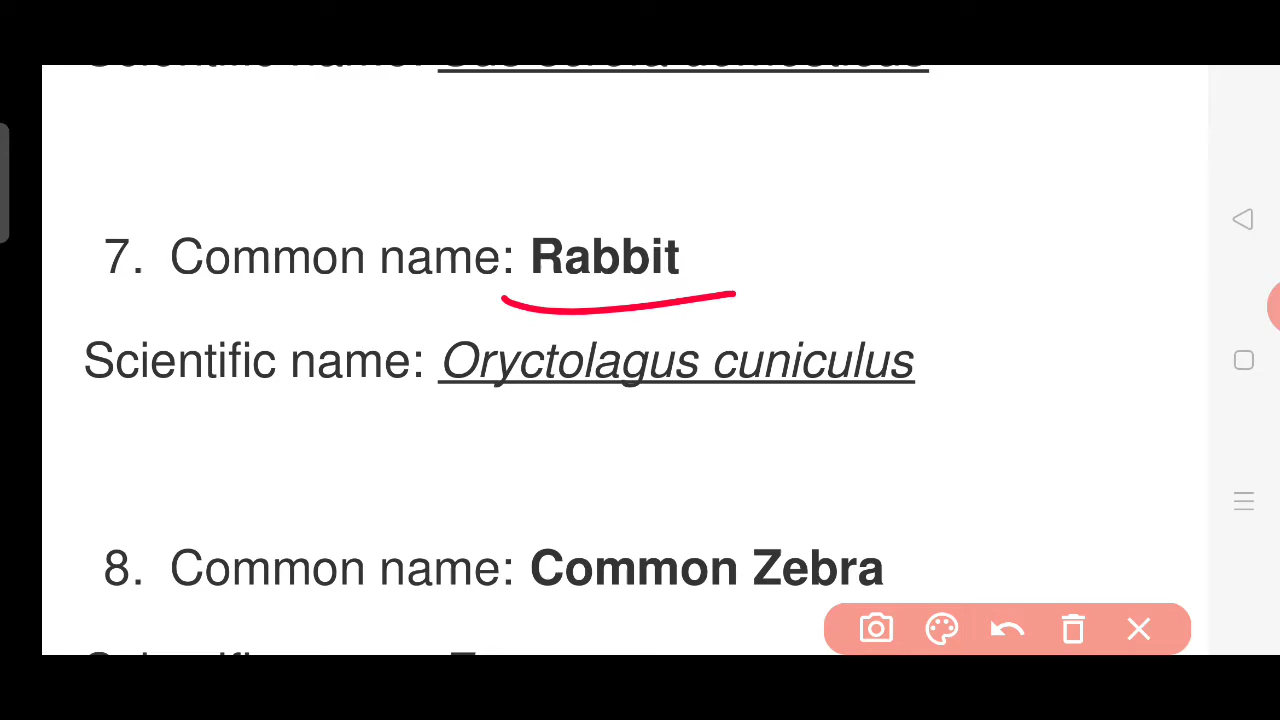 7. Common name: Rabbit
Scientific name: Oryctolagus cuniculus
8. Common name: Common Zebra